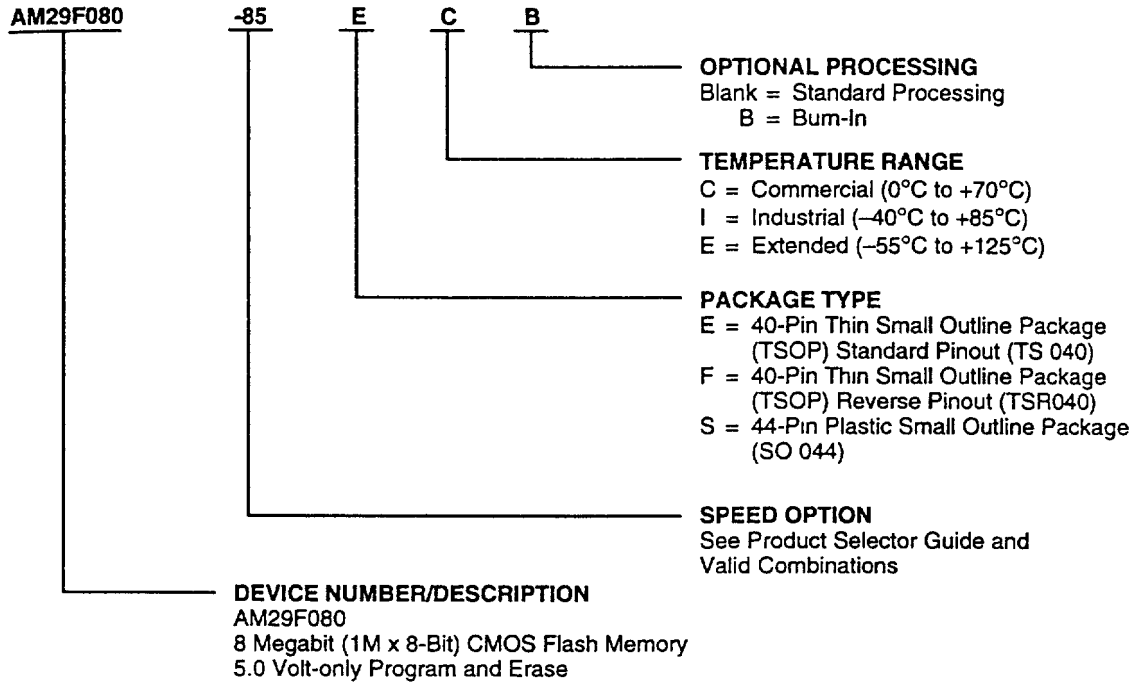 AM29F080 -85 E C B
OPTIONAL PROCESSING
Blank = Standard Processing
B = Burn-In
TEMPERATURE RANGE
C = Commercial (0°C to +70°C)
I = Industrial (–40°C to +85°C)
E = Extended (–55°C to +125°C)
PACKAGE TYPE
E = 40-Pin Thin Small Outline Package
(TSOP) Standard Pinout (TS 040)
F = 40-Pin Thin Small Outline Package
(TSOP) Reverse Pinout (TSR040)
S = 44-Pin Plastic Small Outline Package
(SO 044)
SPEED OPTION
See Product Selector Guide and
Valid Combinations
DEVICE NUMBER/DESCRIPTION
AM29F080
8 Megabit (1M x 8-Bit) CMOS Flash Memory
5.0 Volt-only Program and Erase